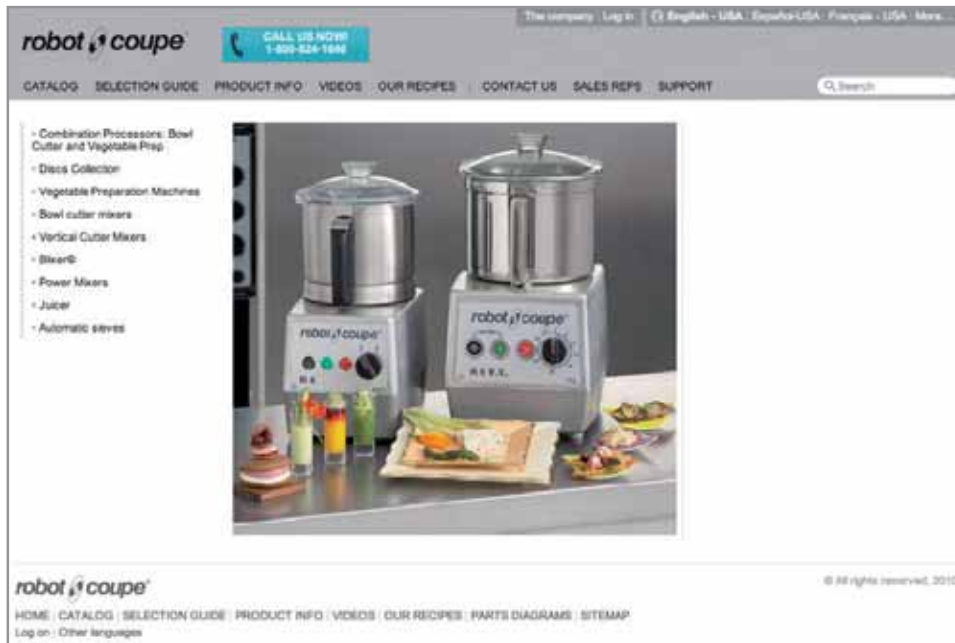 The company Log in English - USA Español-USA Français - USA More...
robot coupe
CALL US NOW!
1-800-824-1646
CATALOG SELECTION GUIDE PRODUCT INFO VIDEOS OUR RECIPES CONTACT US SALES REPS SUPPORT
Search
- Combination Processors: Bowl
Cutter and Vegetable Prep
- Discs Collection
- Vegetable Preparation Machines
- Bowl cutter mixers
- Vertical Cutter Mixers
- Blixer©
- Power Mixers
- Juicer
- Automatic sieves
robot coupe
robot coupe
robot coupe
© All rights reserved, 2010
HOME CATALOG SELECTION GUIDE PRODUCT INFO VIDEOS OUR RECIPES PARTS DIAGRAMS SITEMAP
Log on Other languages